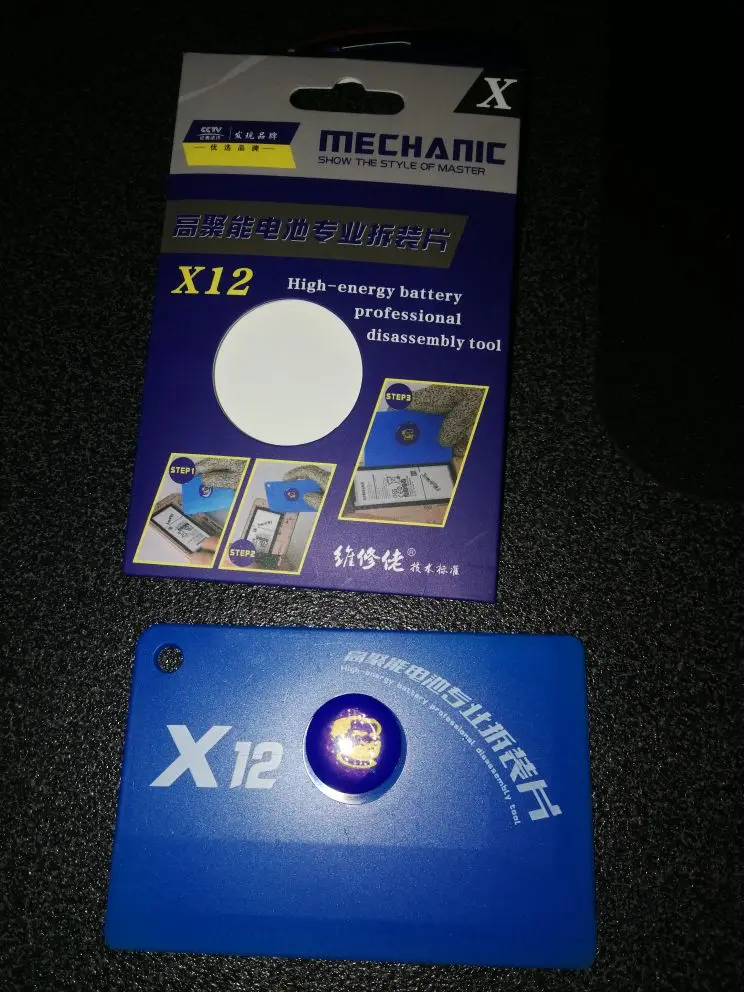 X
CCTV
发现品牌
优选品牌
MECHANIC
SHOW THE STYLE OF MASTER
高聚能电池专业拆装片
X12
High-energy battery
professional
disassembly tool
STEP3
STEP1
STEP2
维修佬® 技术标准
高聚能电池专业拆装片
High-energy battery professional disassembly tool
X12